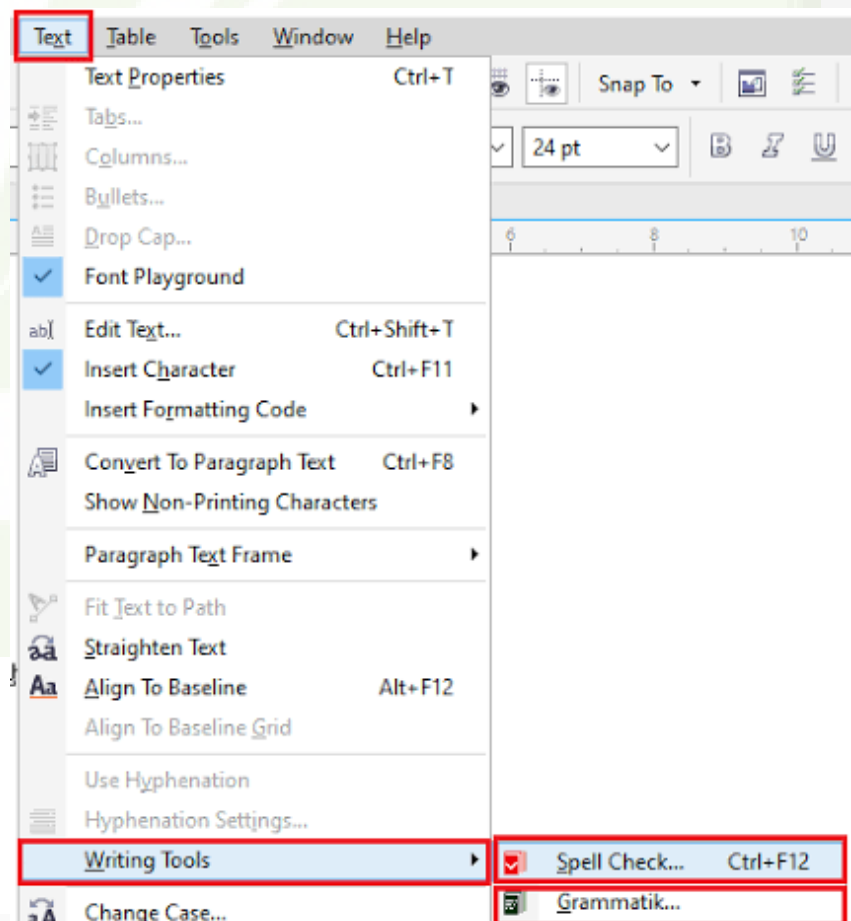 Text Table Tools Window Help
Text Properties Ctrl+T
Snap To
Tabs...
Columns...
24 pt B I U
Bullets...
Drop Cap...
6 8 10
Font Playground
ab Edit Text... Ctrl+Shift+T
Insert Character Ctrl+F11
Insert Formatting Code
Convert To Paragraph Text Ctrl+F8
Show Non-Printing Characters
Paragraph Text Frame
Fit Text to Path
Straighten Text
Aa Align To Baseline Alt+F12
Align To Baseline Grid
Use Hyphenation
Hyphenation Settings...
Writing Tools
Spell Check... Ctrl+F12
Grammatik...
Change Case...